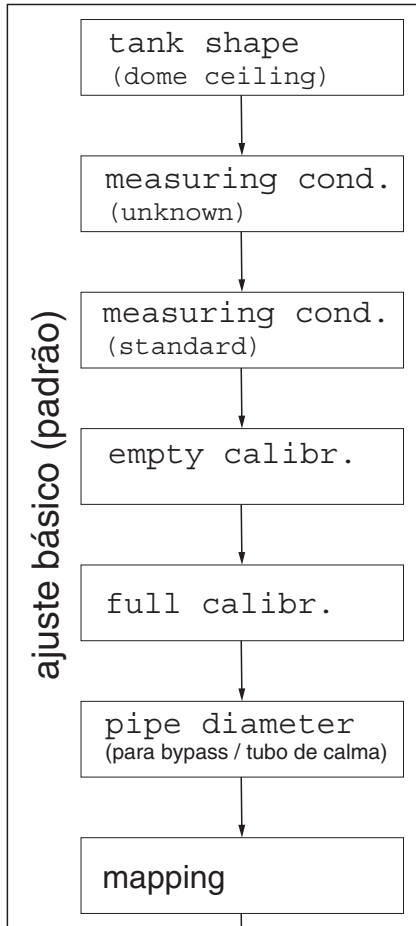 tank shape
(dome ceiling)
measuring cond.
(unknown)
measuring cond.
(standard)
empty calibr.
full calibr.
pipe diameter
(para bypass / tubo de calma)
mapping
ajuste básico (padrão)